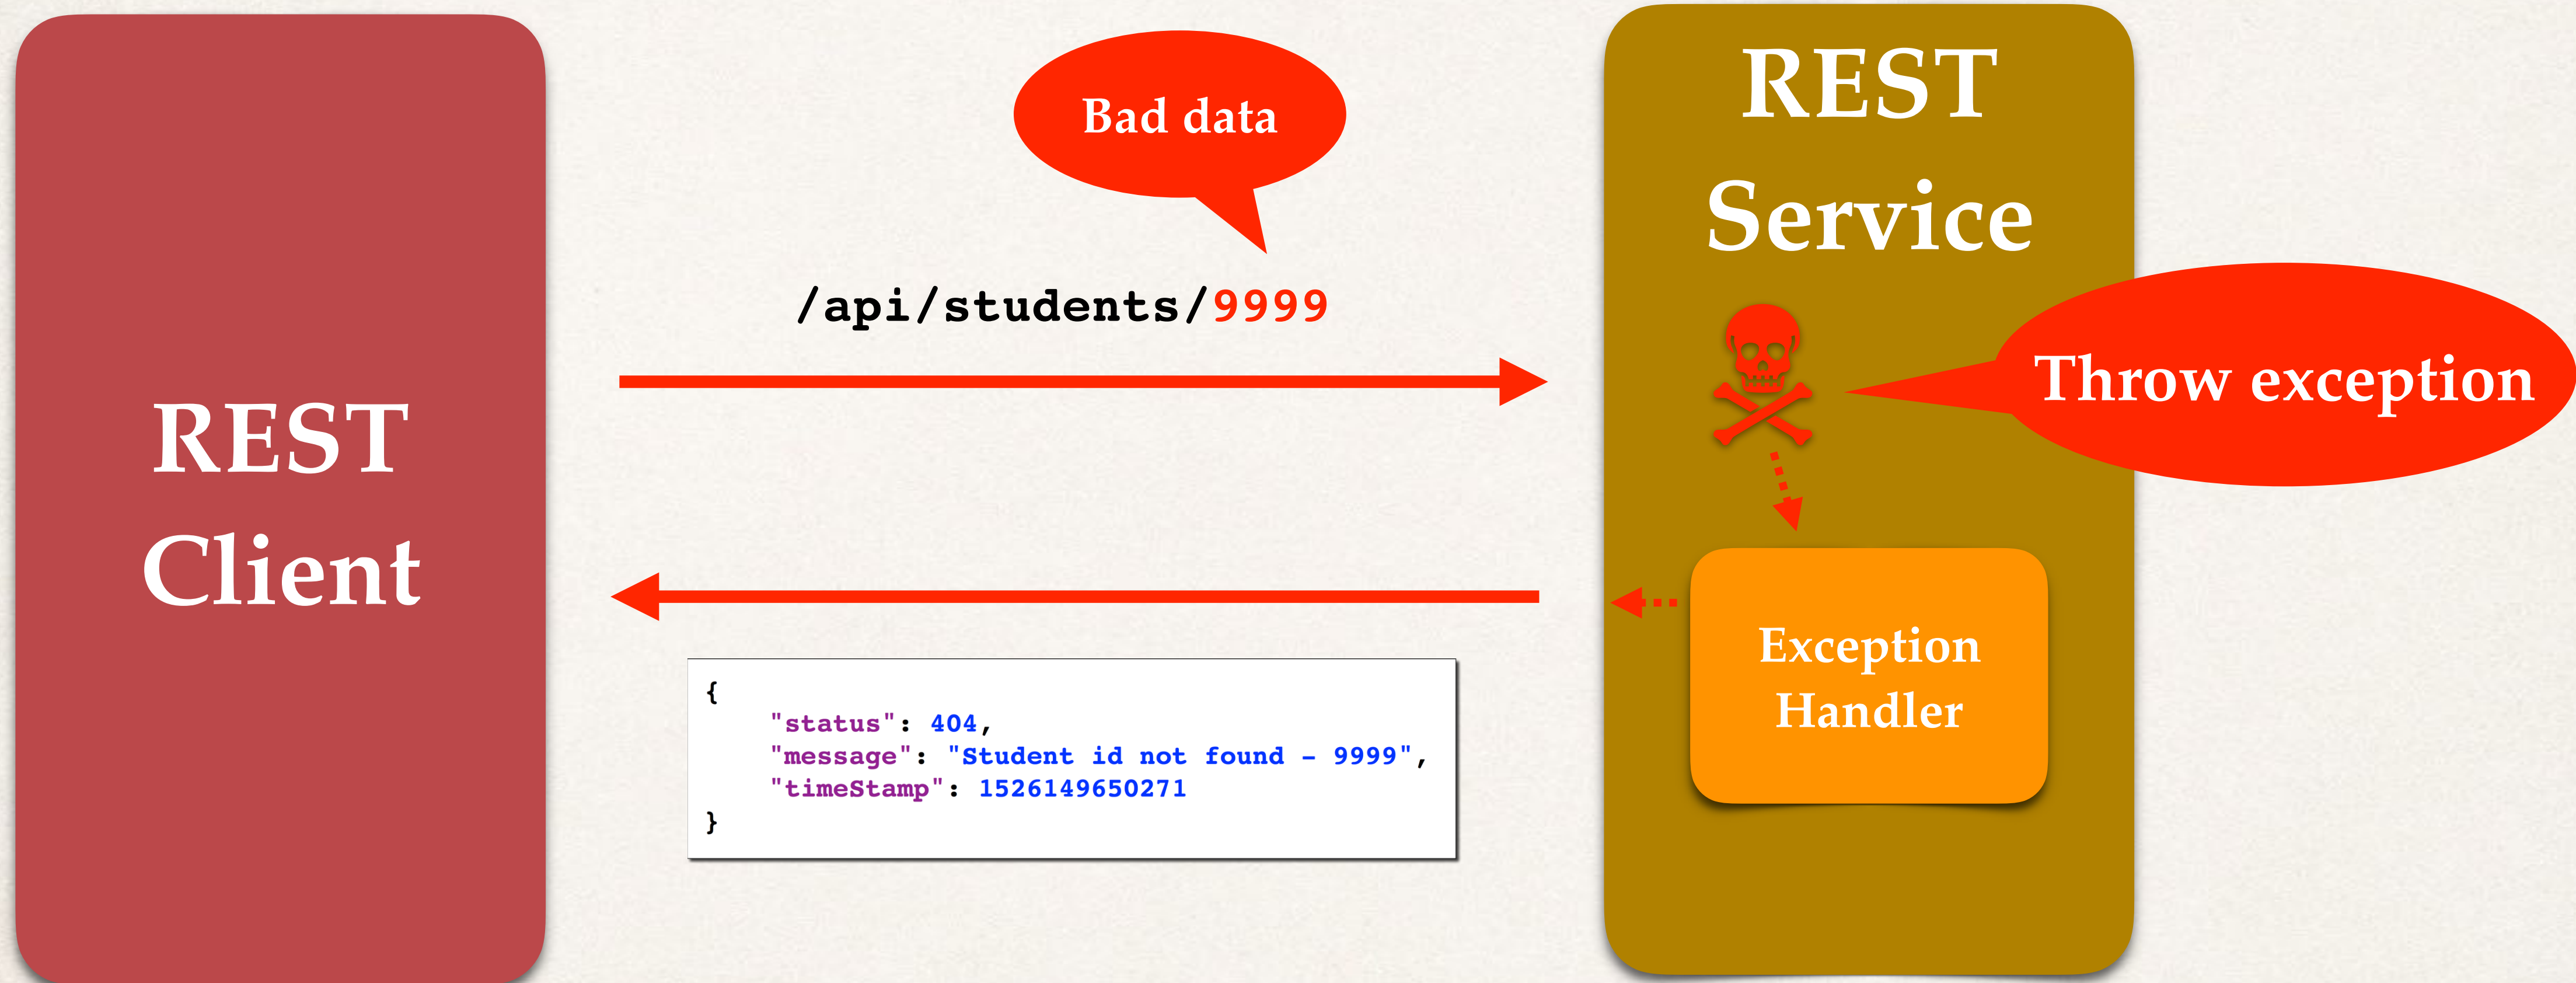 REST
Client
Bad data
/api/students/9999
{
"status": 404,
"message": "Student id not found - 9999",
"timeStamp": 1526149650271
}
REST
Service
Throw exception
Exception
Handler